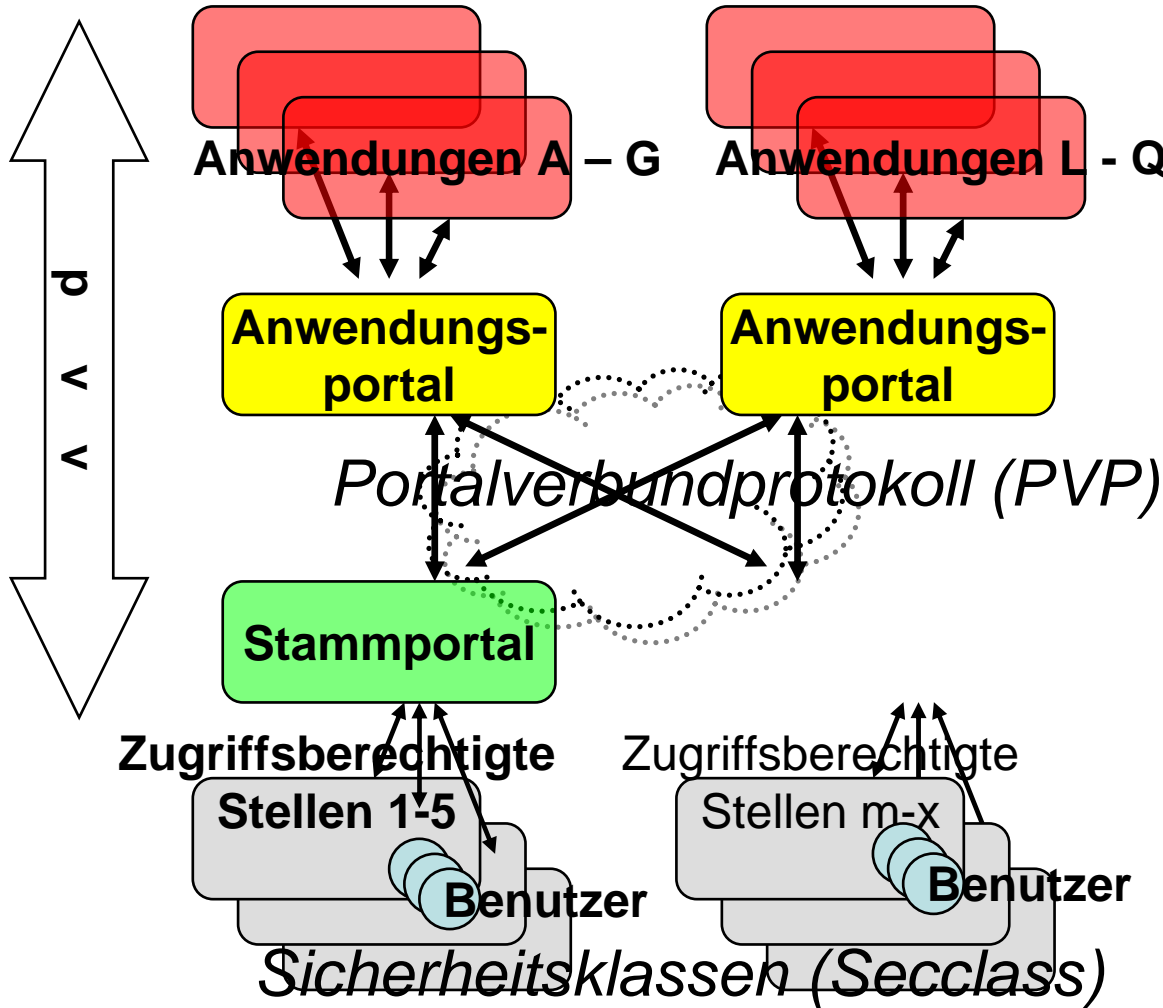 Anwendungen A – G
Anwendungen L - Q
p v v
Anwendungs-
portal
Anwendungs-
portal
Portalverbundprotokoll (PVP)
Stammportal
Zugriffsberechtigte
Stellen 1-5
Zugriffsberechtigte
Stellen m-x
Benutzer
Benutzer
Sicherheitsklassen (Secclass)